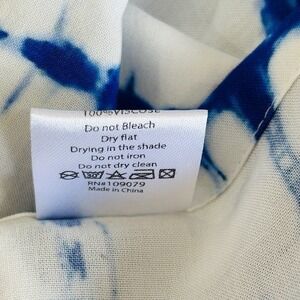 100%VISCOSE
Do not Bleach
Dry flat
Drying in the shade
Do not iron
Do not dry clean
30
RN#109079
Made in China